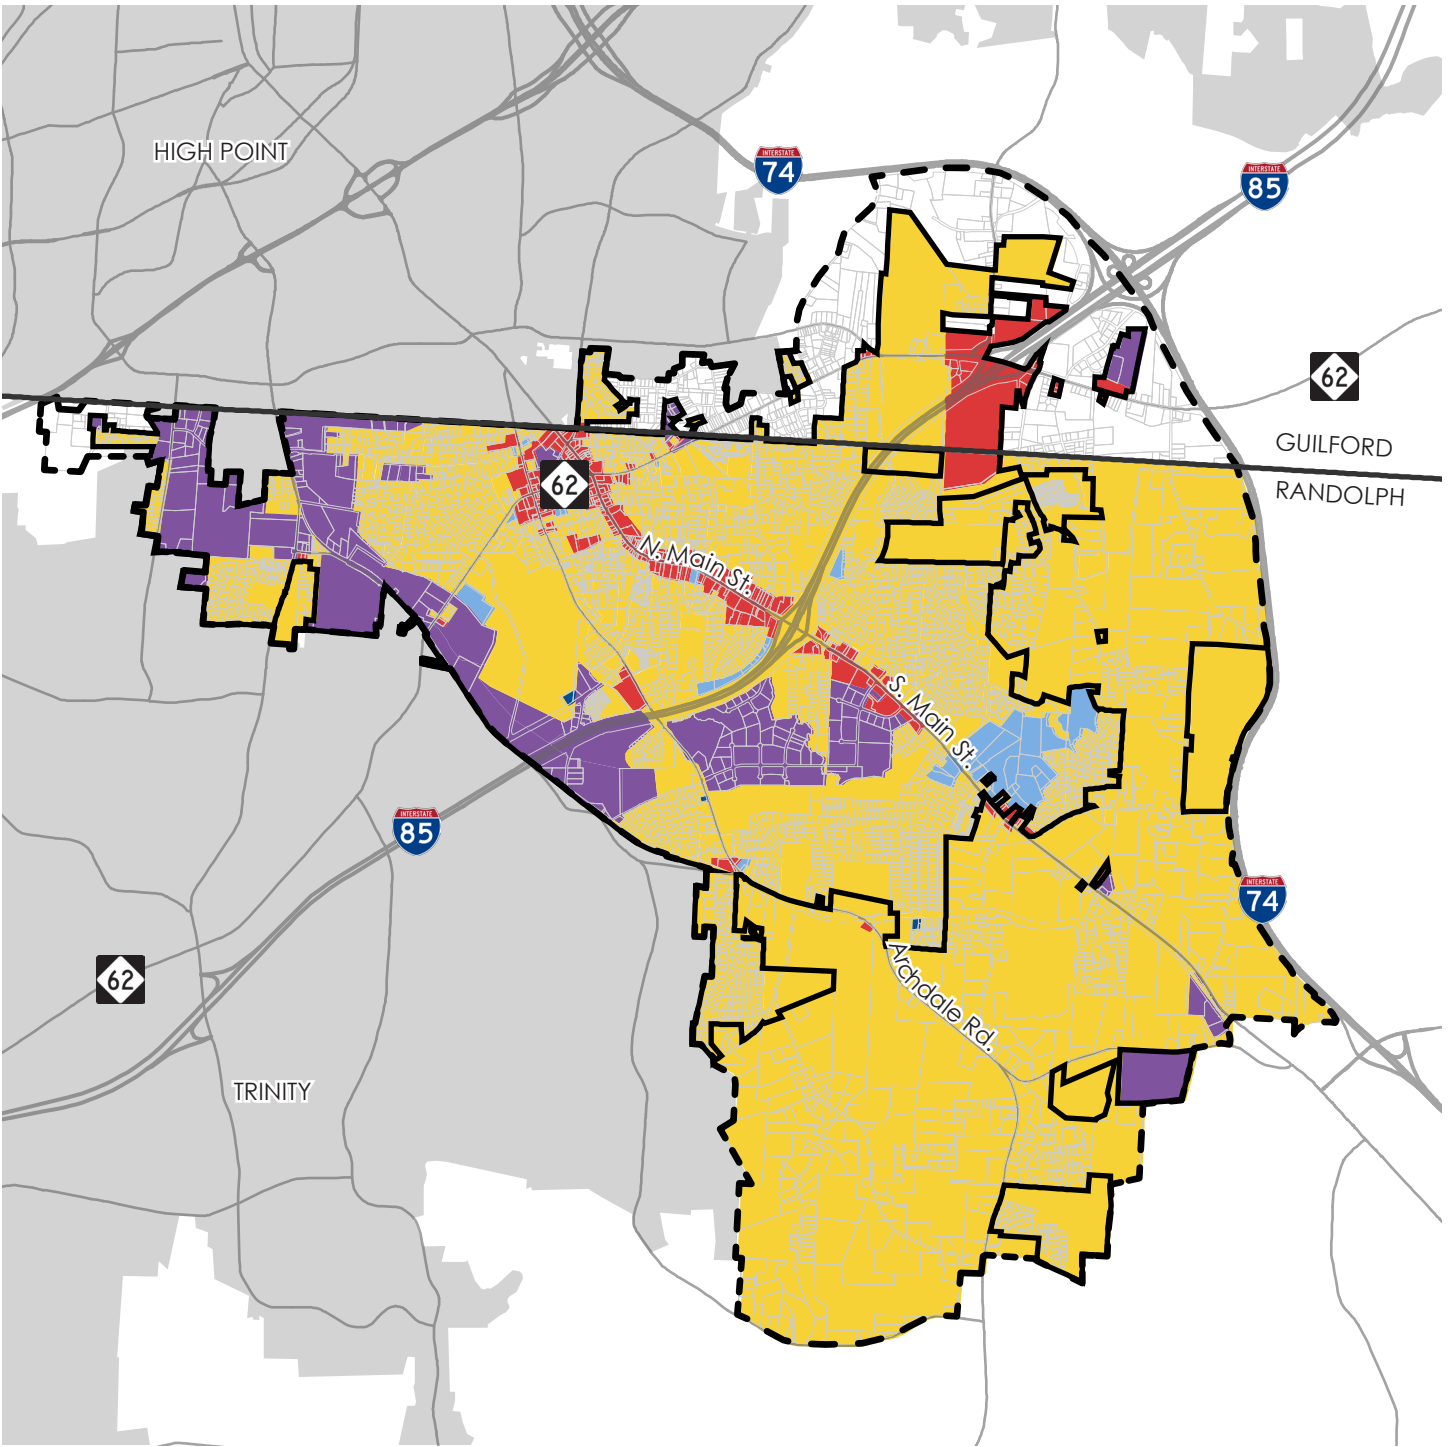 HIGH POINT
INTERSTATE
74
INTERSTATE
85
62
GUILFORD
RANDOLPH
62
N. Main St.
S. Main St.
INTERSTATE
85
INTERSTATE
74
62
Archdale Rd.
TRINITY